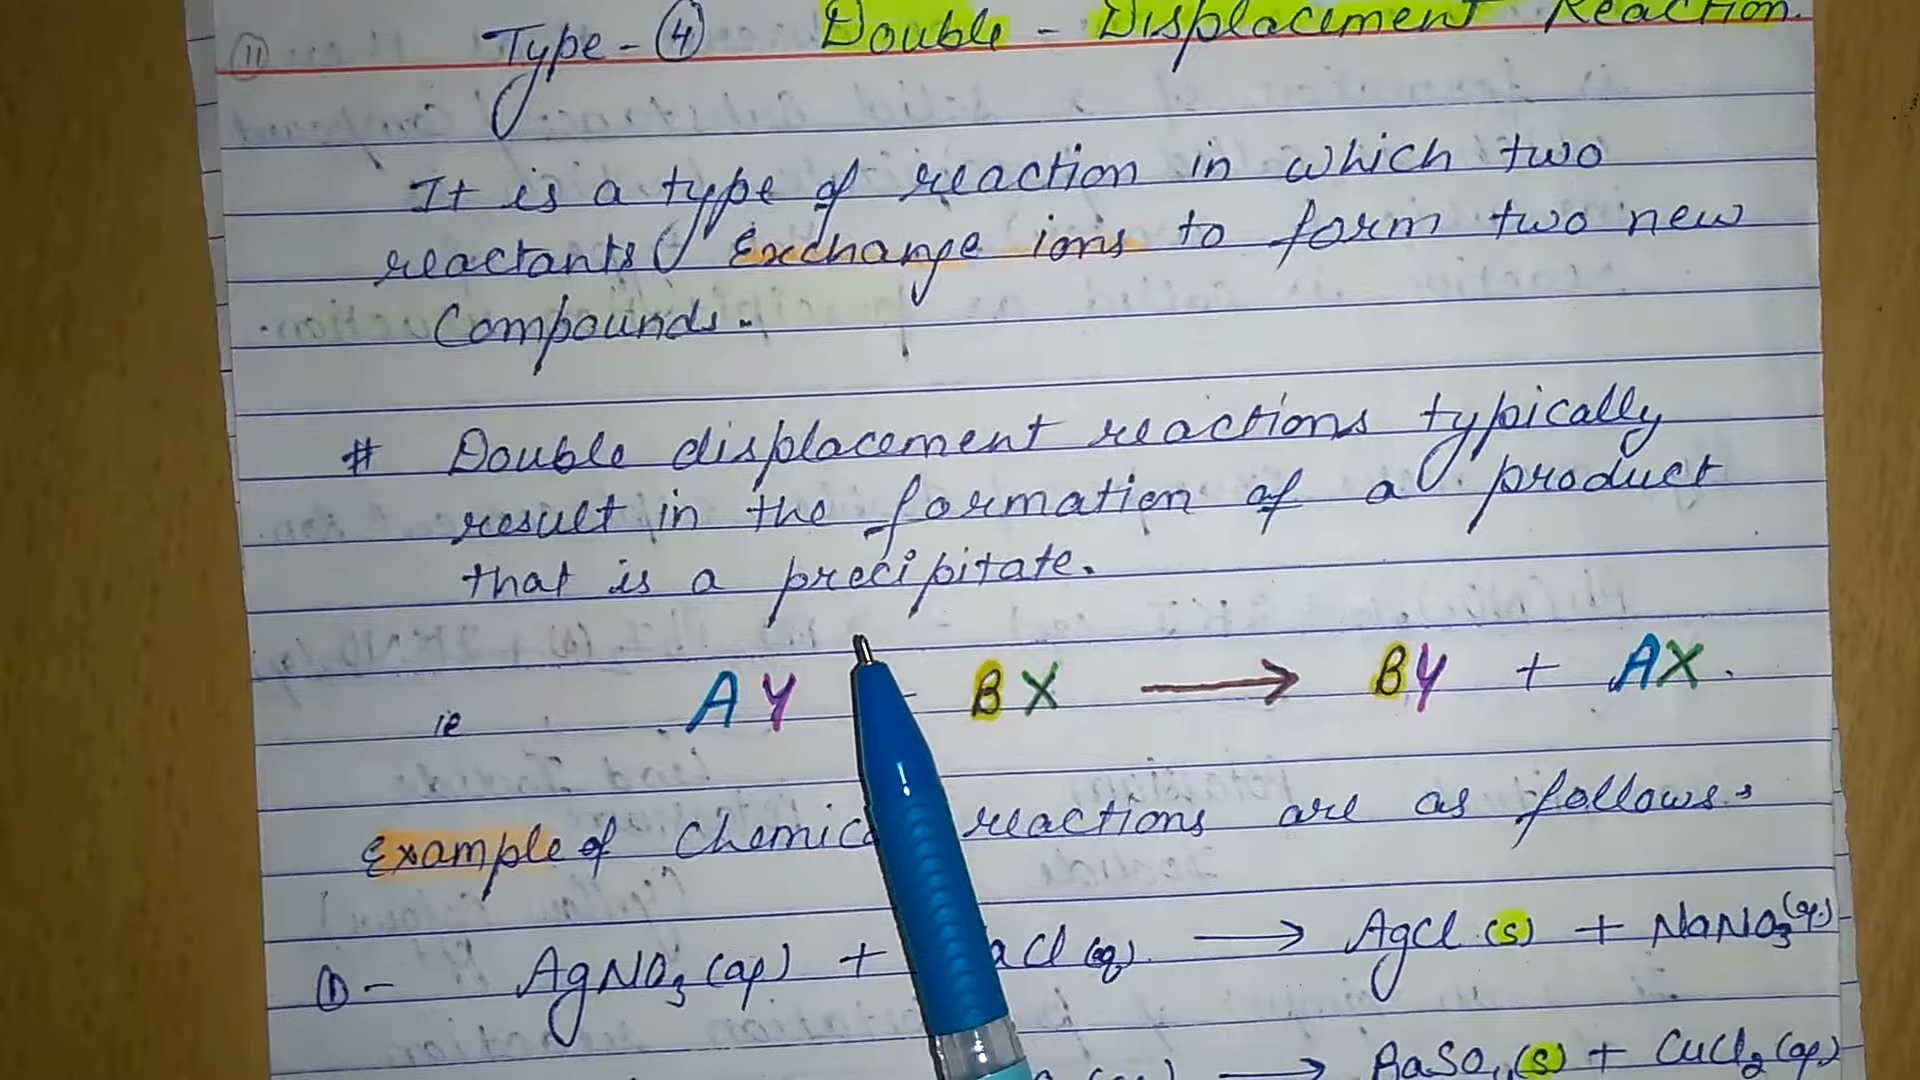 11 Type - ④ Double - Displacement Reaction.
It is a type of reaction in which two
reactants exchange ions to form two new
Compounds.
# Double displacement reactions typically
result in the formation of a product
that is a precipitate.
ie AY BX → BY + AX.
Example of Chemic reactions are as follows:
①- AgNO₃ (aq) + aCl (aq) → AgCl (s) + NaNO₃ (aq)
→ BaSO₄ (s) + CuCl₂ (aq)